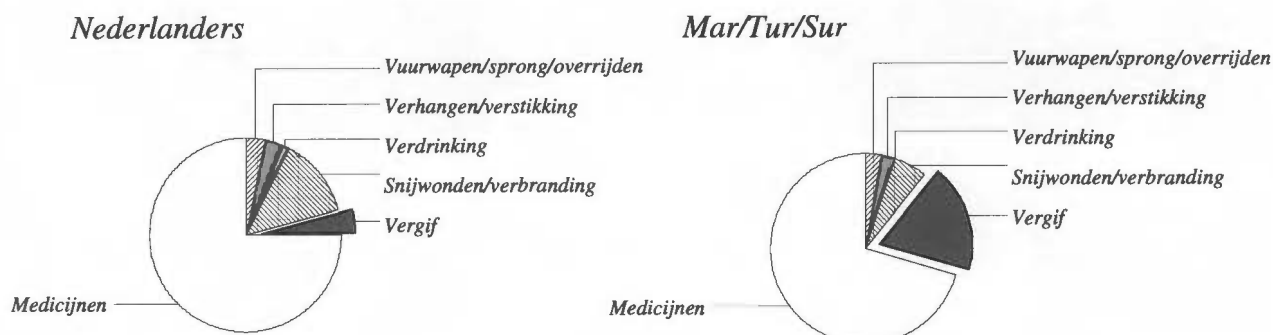 Nederlanders
Vuurwapen/sprong/overrijden
Verhangen/verstikking
Verdrinking
Snijwonden/verbranding
Vergif
Medicijnen
Mar/Tur/Sur
Vuurwapen/sprong/overrijden
Verhangen/verstikking
Verdrinking
Snijwonden/verbranding
Vergif
Medicijnen